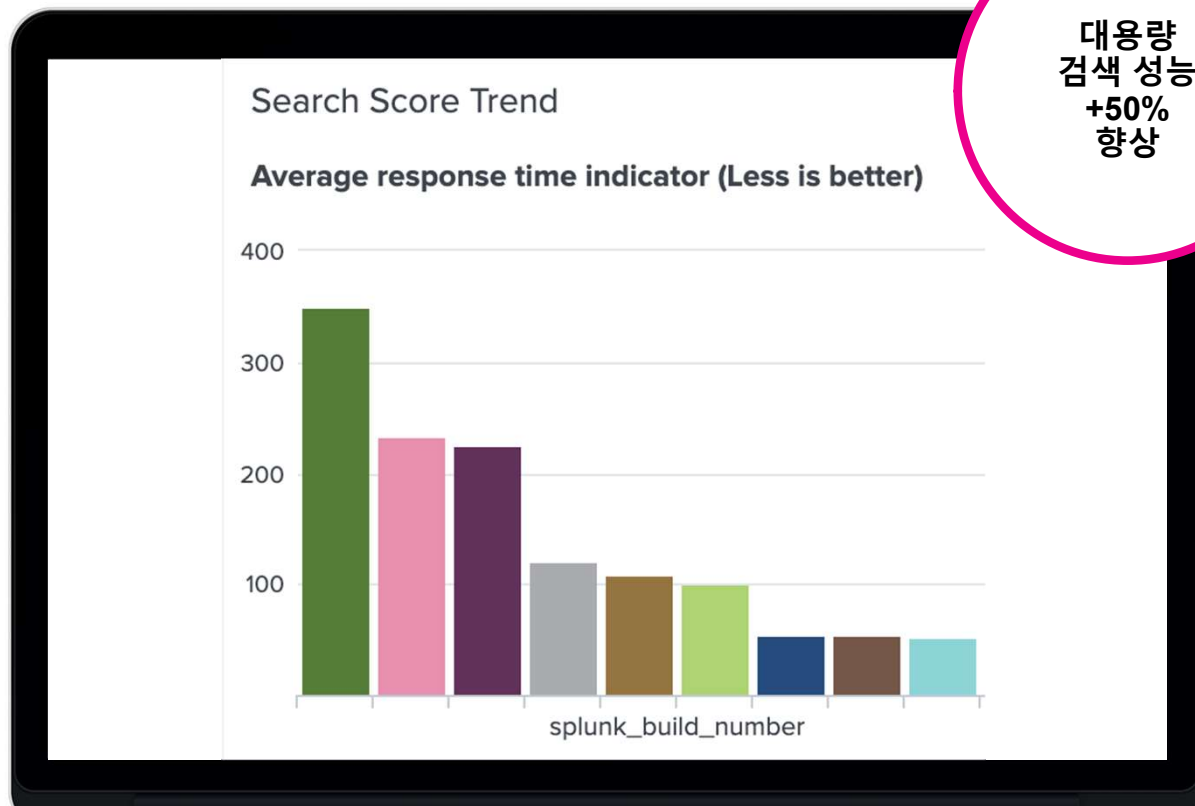 대용량
검색 성능
+50%
향상
Search Score Trend
Average response time indicator (Less is better)
400
300
200
100
splunk_build_number